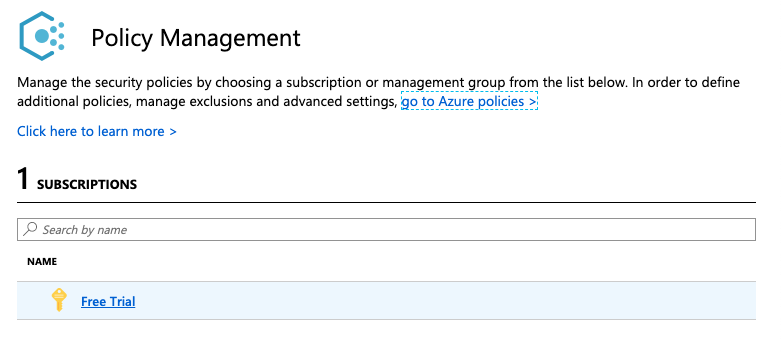 Policy Management
Manage the security policies by choosing a subscription or management group from the list below. In order to define
additional policies, manage exclusions and advanced settings, go to Azure policies >
Click here to learn more >
1 SUBSCRIPTIONS
Search by name
NAME
Free Trial